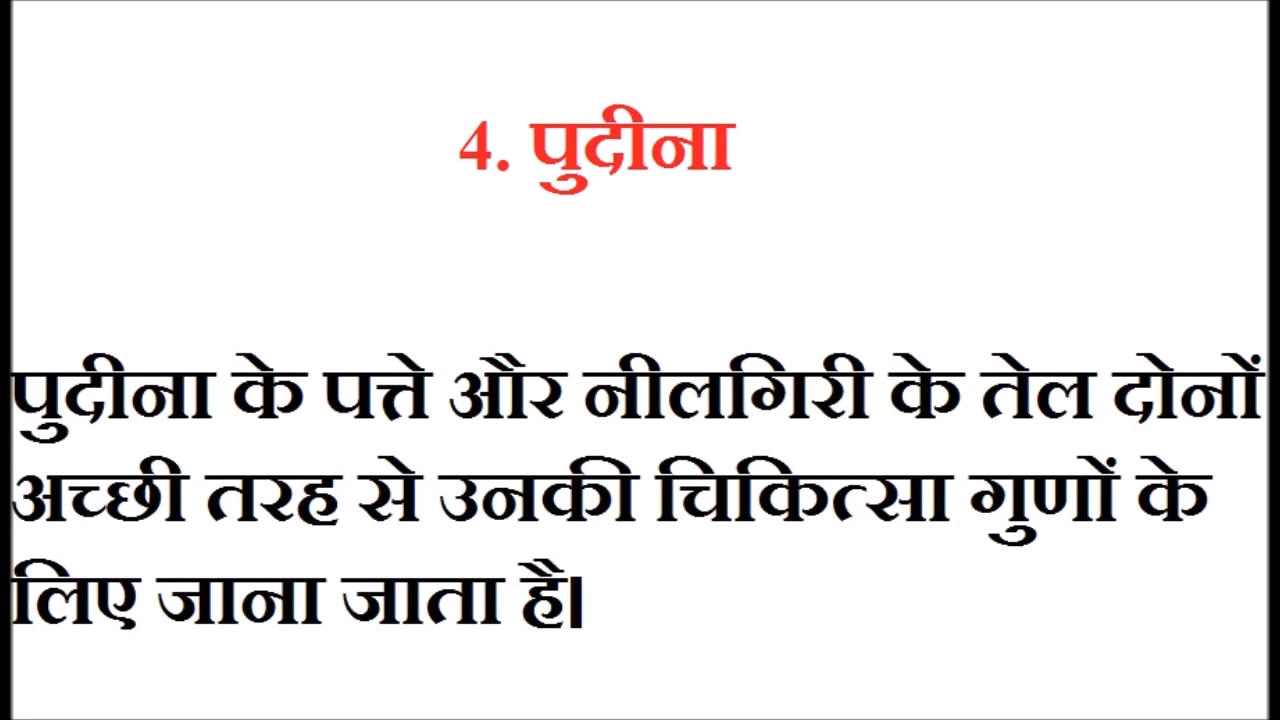 4. पुदीना
पुदीना के पत्ते और नीलगिरी के तेल दोनों
अच्छी तरह से उनकी चिकित्सा गुणों के
लिए जाना जाता है।